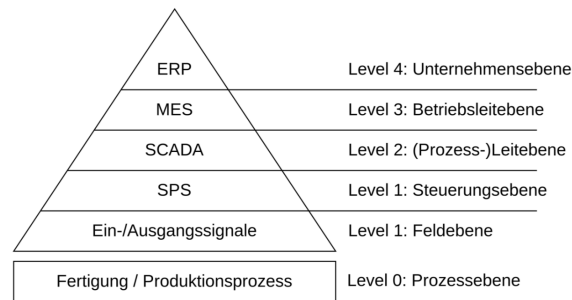 ERP Level 4: Unternehmensebene
MES Level 3: Betriebsleitebene
SCADA Level 2: (Prozess-)Leitebene
SPS Level 1: Steuerungsebene
Ein-/Ausgangssignale Level 1: Feldebene
Fertigung / Produktionsprozess Level 0: Prozessebene